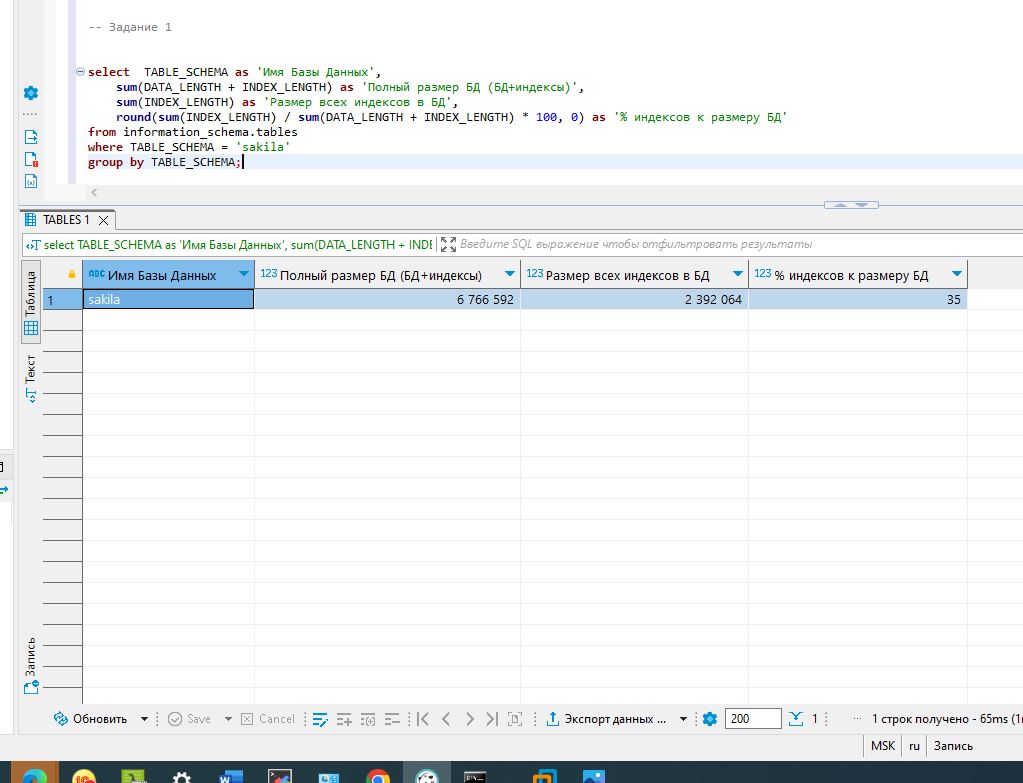 -- Задание 1
select  TABLE_SCHEMA as 'Имя Базы Данных',
sum(DATA_LENGTH + INDEX_LENGTH) as 'Полный размер БД (БД+индексы)',
sum(INDEX_LENGTH) as 'Размер всех индексов в БД',
round(sum(INDEX_LENGTH) / sum(DATA_LENGTH + INDEX_LENGTH) * 100, 0) as '% индексов к размеру БД'
from information_schema.tables
where TABLE_SCHEMA = 'sakila'
group by TABLE_SCHEMA;
TABLES 1
select TABLE_SCHEMA as 'Имя Базы Данных', sum(DATA_LENGTH + INDE
Введите SQL выражение чтобы отфильтровать результаты
Таблица
Текст
Запись
ABC Имя Базы Данных
123 Полный размер БД (БД+индексы)
123 Размер всех индексов в БД
123 % индексов к размеру БД
1 sakila 6 766 592 2 392 064 35
Обновить Save Cancel Экспорт данных ... 200 1 ... 1 строк получено - 65ms (1
MSK ru Запись